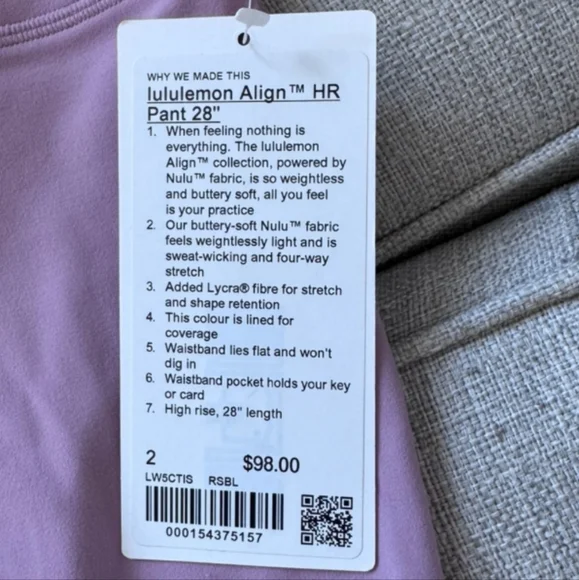 WHY WE MADE THIS
lululemon Align™ HR
Pant 28"
1. When feeling nothing is
everything. The lululemon
Align™ collection, powered by
Nulu™ fabric, is so weightless
and buttery soft, all you feel
is your practice
2. Our buttery-soft Nulu™ fabric
feels weightlessly light and is
sweat-wicking and four-way
stretch
3. Added Lycra® fibre for stretch
and shape retention
4. This colour is lined for
coverage
5. Waistband lies flat and won't
dig in
6. Waistband pocket holds your key
or card
7. High rise, 28" length
2 $98.00
LW5CTIS RSBL
000154375157